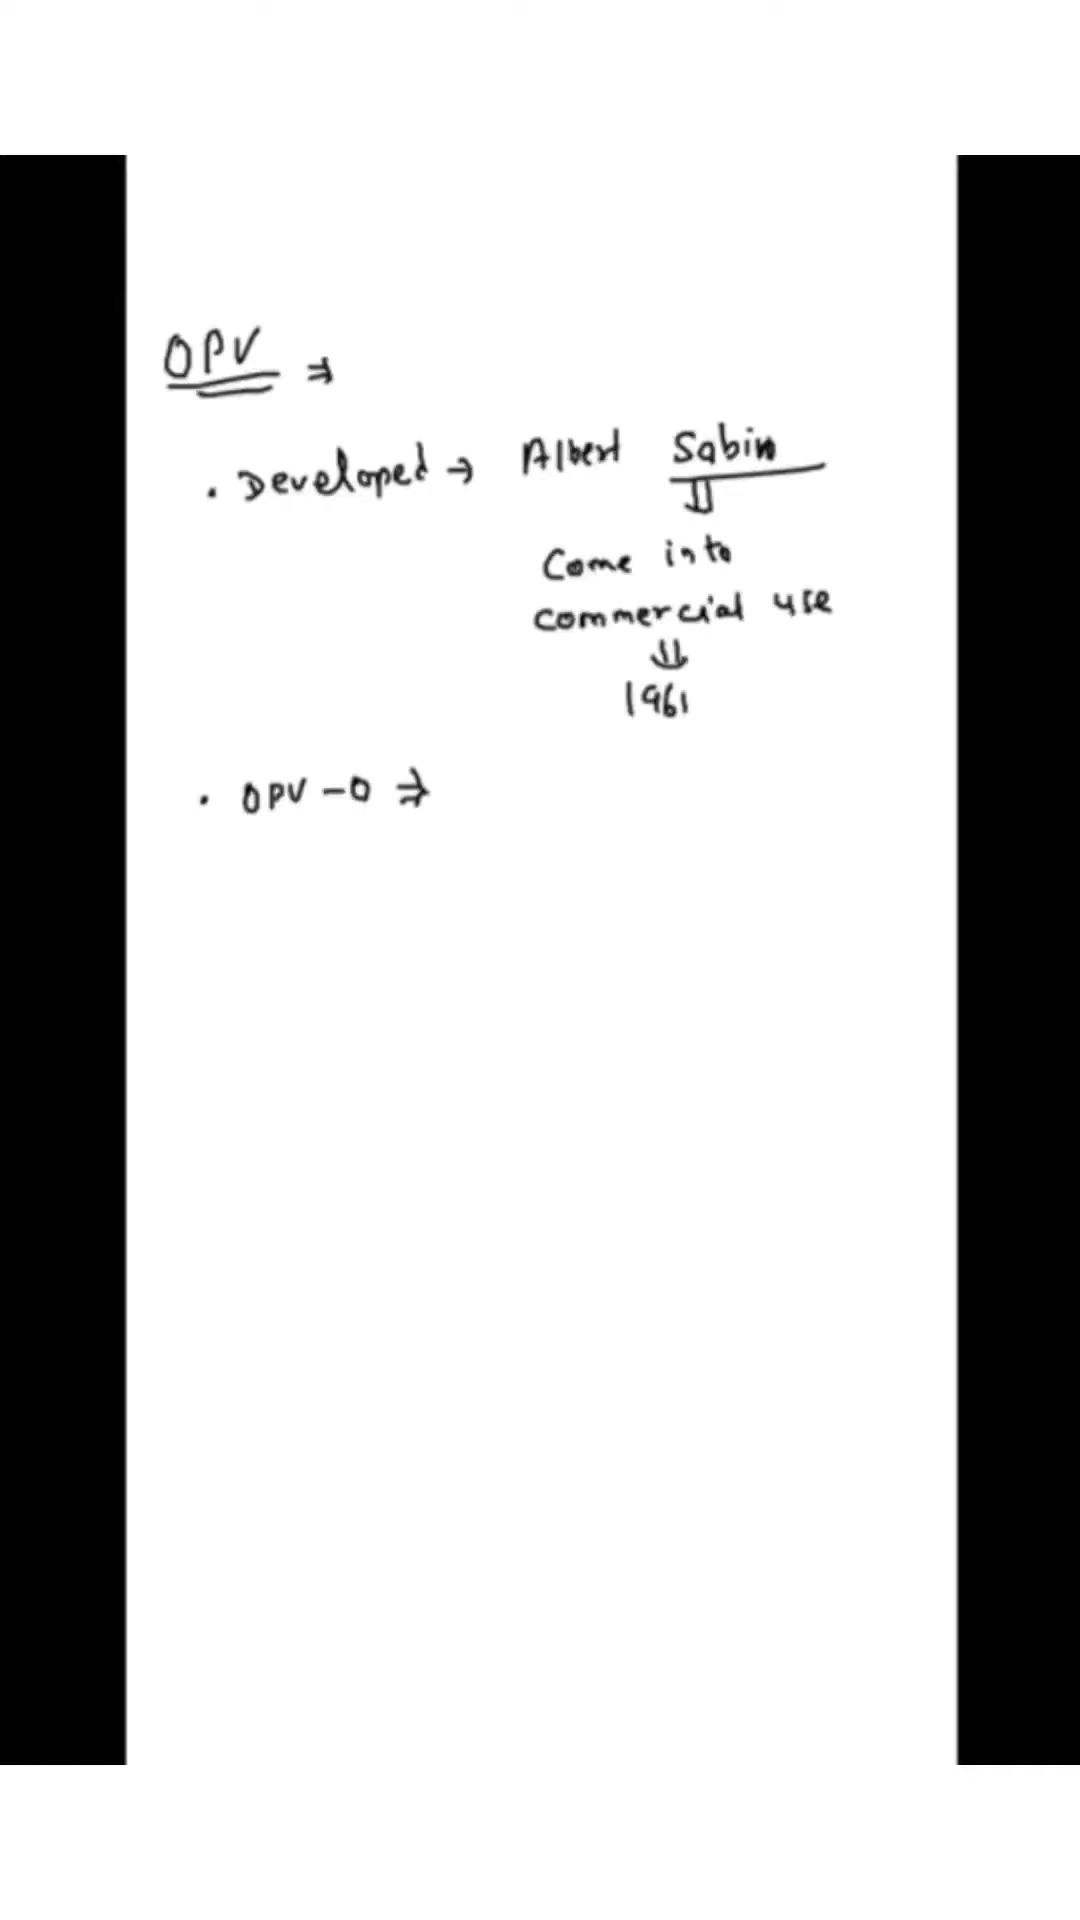 OPV ⇒
. Developed → Albert Sabin
⇓
Come into
commercial use
⇓
1961
. OPV - 0 ⇒